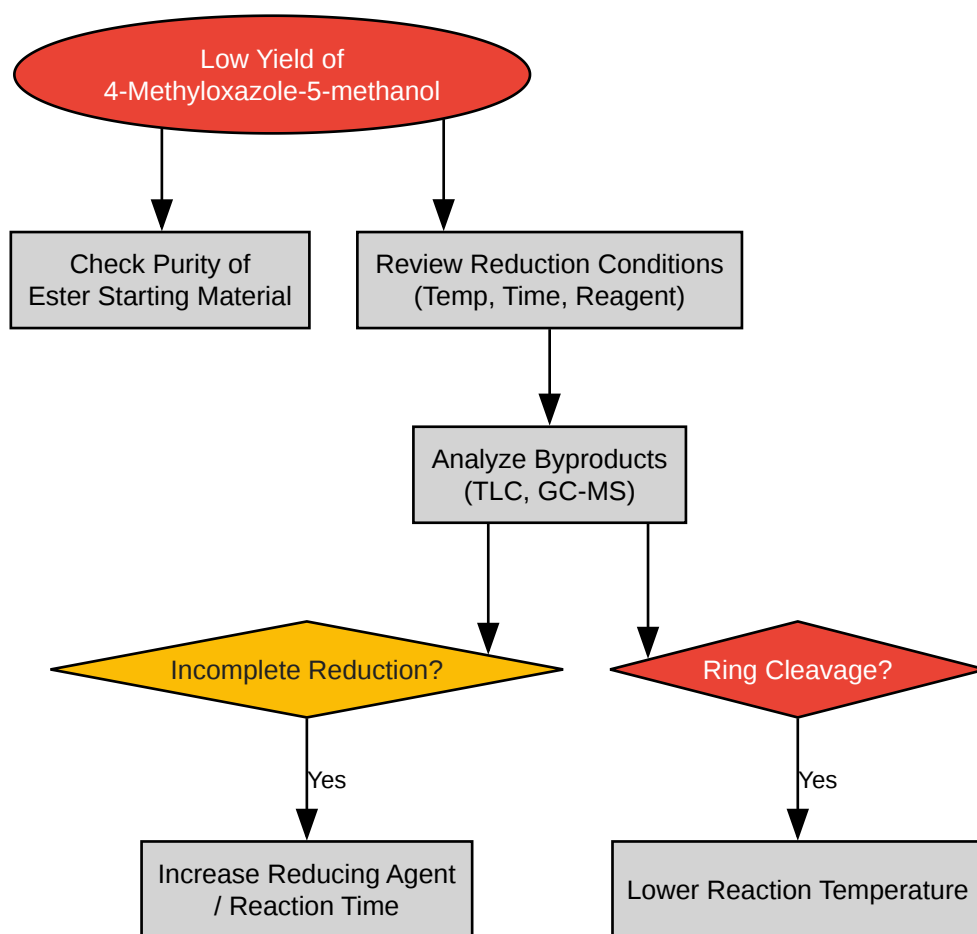 Low Yield of
4-Methyloxazole-5-methanol
Check Purity of
Ester Starting Material
Review Reduction Conditions
(Temp, Time, Reagent)
Analyze Byproducts
(TLC, GC-MS)
Incomplete Reduction?
Ring Cleavage?
Yes
Yes
Increase Reducing Agent
/ Reaction Time
Lower Reaction Temperature